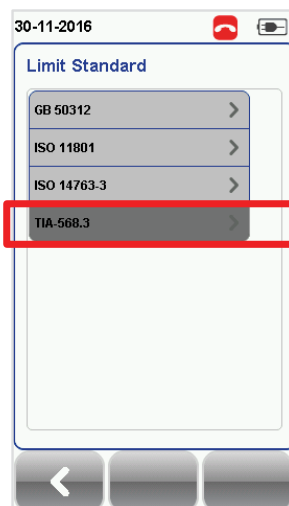 30-11-2016
Limit Standard
GB 50312
ISO 11801
ISO 14763-3
TIA-568.3